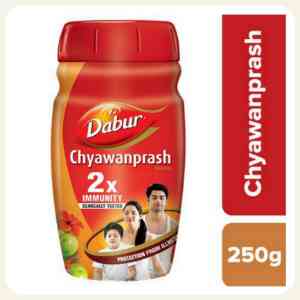 Dabur
Chyawanprash
2x
IMMUNITY
CLINICALLY TESTED
PROTECTION FROM ILLNESS
Chyawanprash
250g